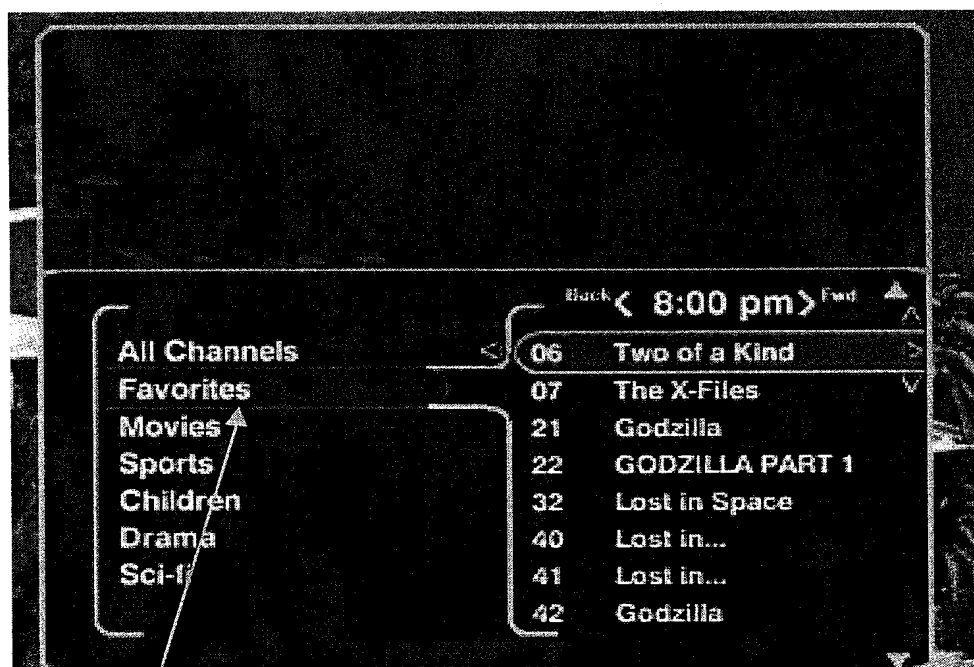 Back < 8:00 pm > Fwd
All Channels
Favorites
Movies
Sports
Children
Drama
Sci-fi
06 Two of a Kind
07 The X-Files
21 Godzilla
22 GODZILLA PART 1
32 Lost in Space
40 Lost in...
41 Lost in...
42 Godzilla